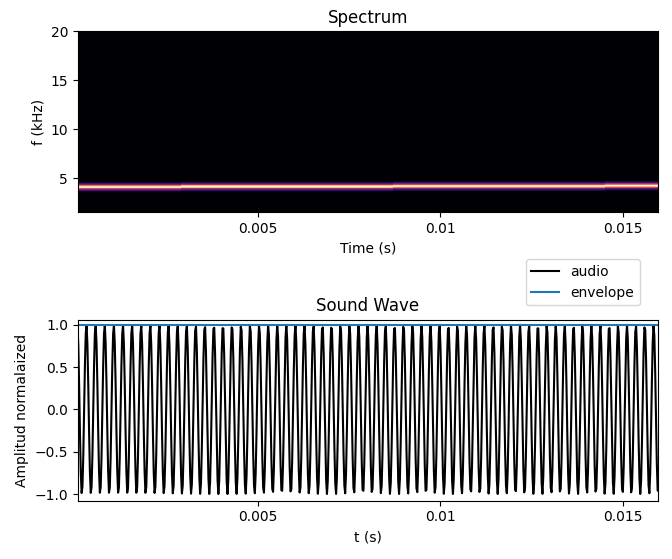 Spectrum
20
15
10
5
f (kHz)
0.005 0.01 0.015
Time (s)
audio
envelope
Sound Wave
1.0
0.5
0.0
−0.5
−1.0
Amplitud normalaized
0.005 0.01 0.015
t (s)